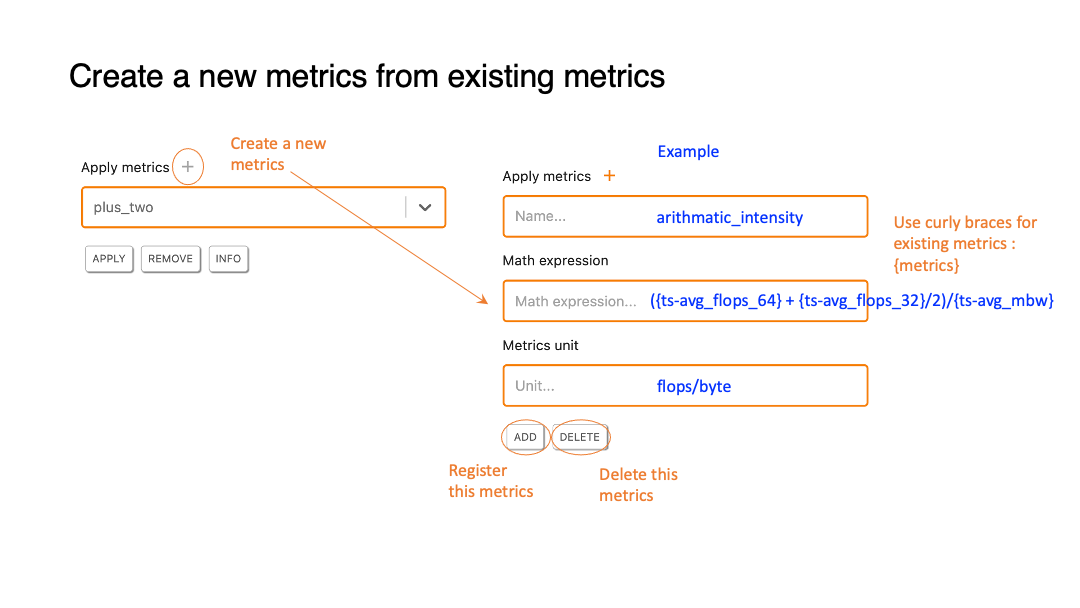 Create a new metrics from existing metrics
Create a new
metrics
Apply metrics +
plus_two
APPLY REMOVE INFO
Example
Apply metrics +
Name... arithmatic_intensity
Use curly braces for
existing metrics :
{metrics}
Math expression
Math expression... ({ts-avg_flops_64} + {ts-avg_flops_32}/2)/{ts-avg_mbw}
Metrics unit
Unit... flops/byte
ADD DELETE
Register
this metrics
Delete this
metrics